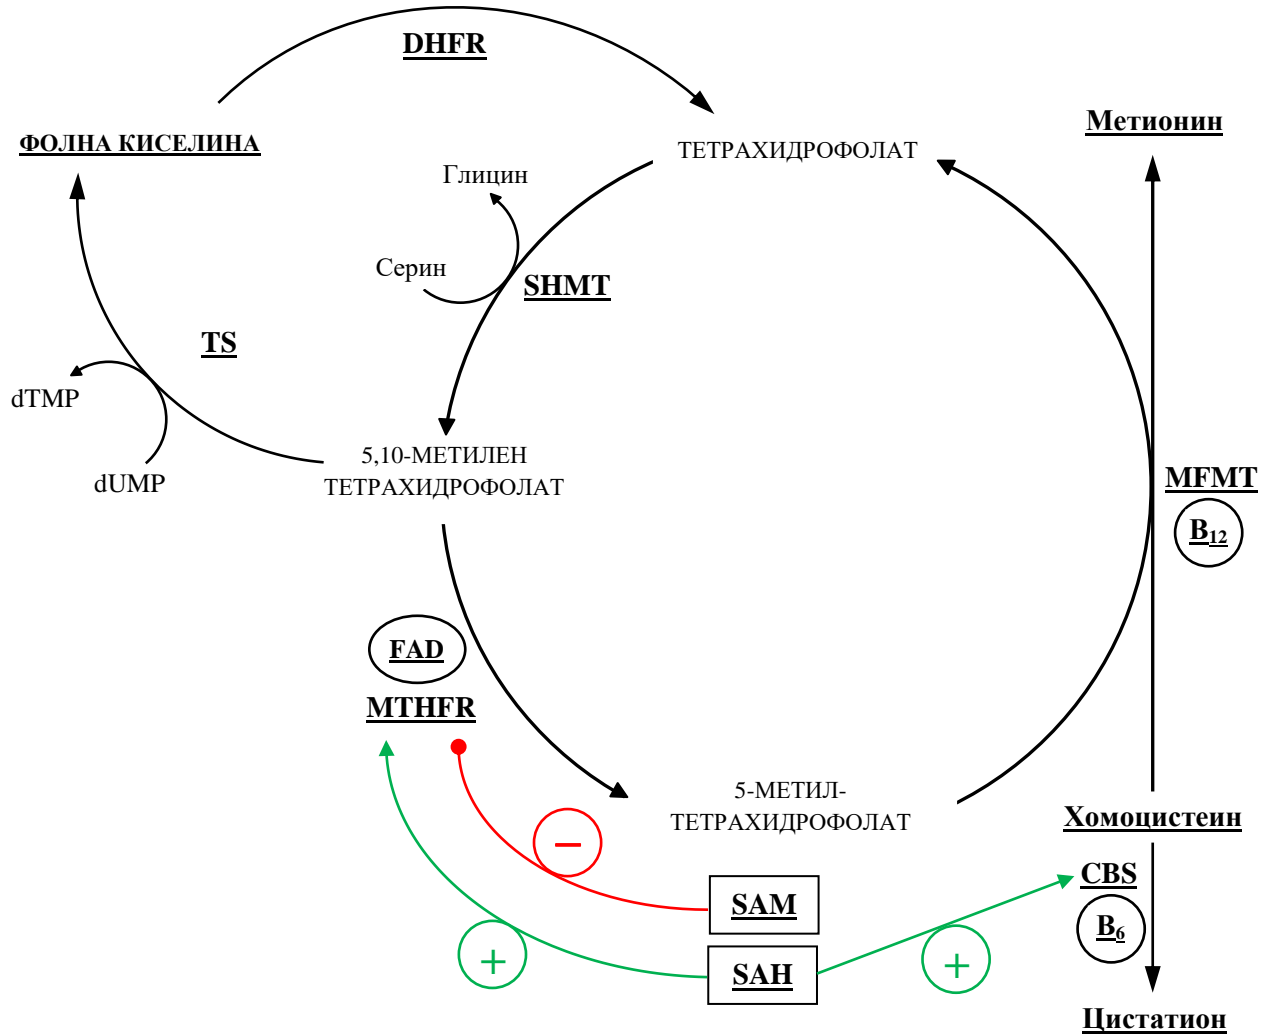 DHFR
ФОЛНА КИСЕЛИНА
ТЕТРАХИДРОФОЛАТ
Метионин
Глицин
Серин
SHMT
TS
dTMP
dUMP
5,10-МЕТИЛЕН
ТЕТРАХИДРОФОЛАТ
MFMT
B12
FAD
MTHFR
5-МЕТИЛ-
ТЕТРАХИДРОФОЛАТ
Хомоцистеин
−
SAM
CBS
B6
+
SAH
+
Цистатион